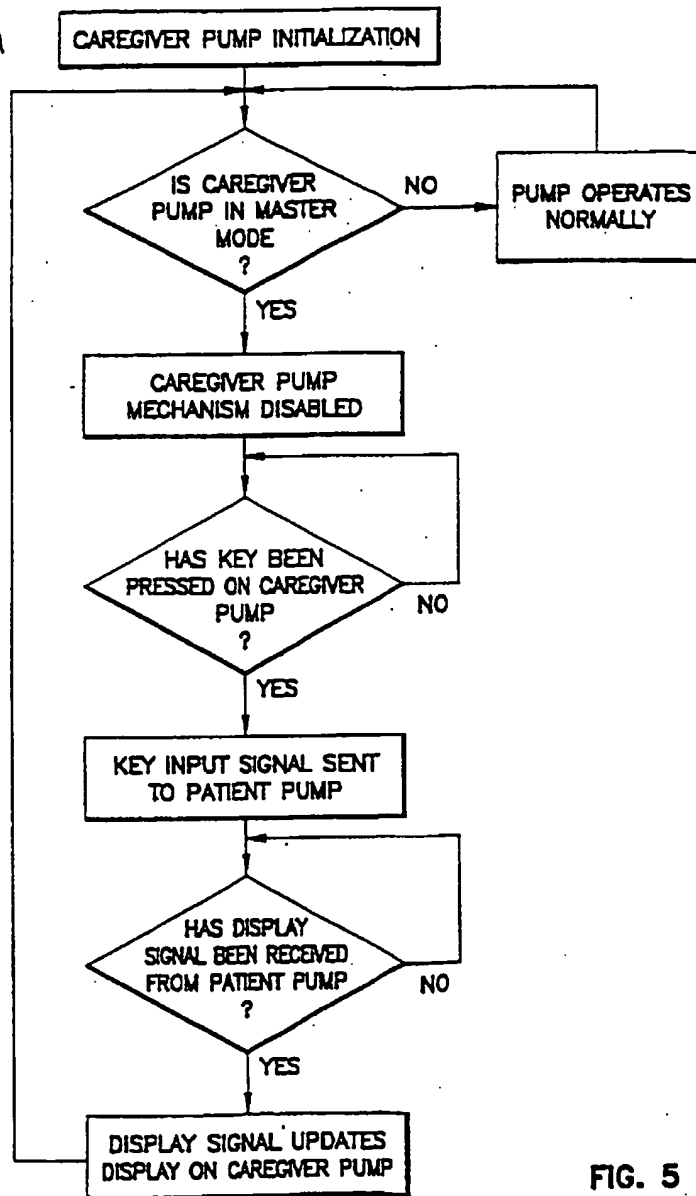 CAREGIVER PUMP INITIALIZATION
IS CAREGIVER
PUMP IN MASTER
MODE
?
NO
PUMP OPERATES
NORMALLY
YES
CAREGIVER PUMP
MECHANISM DISABLED
HAS KEY BEEN
PRESSED ON CAREGIVER
PUMP
?
NO
YES
KEY INPUT SIGNAL SENT
TO PATIENT PUMP
HAS DISPLAY
SIGNAL BEEN RECEIVED
FROM PATIENT PUMP
?
NO
YES
DISPLAY SIGNAL UPDATES
DISPLAY ON CAREGIVER PUMP
FIG. 5